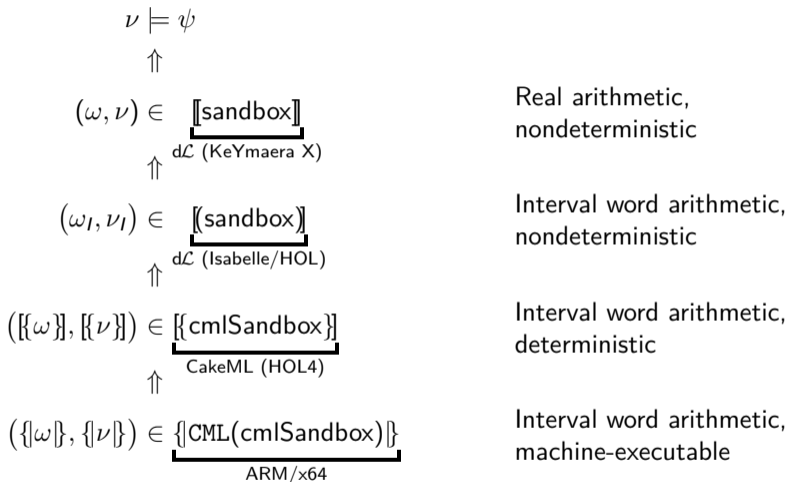 ν ⊨ ψ
⇑
(ω, ν) ∈ ⟦sandbox⟧ Real arithmetic,
nondeterministic
dℒ (KeYmaera X)
⇑
(ω_I, ν_I) ∈ ⟦(sandbox)⟧ Interval word arithmetic,
nondeterministic
dℒ (Isabelle/HOL)
⇑
([{ω}], [{ν}]) ∈ [{cmlSandbox}] Interval word arithmetic,
deterministic
CakeML (HOL4)
⇑
({|ω|}, {|ν|}) ∈ {|CML(cmlSandbox)|} Interval word arithmetic,
machine-executable
ARM/x64